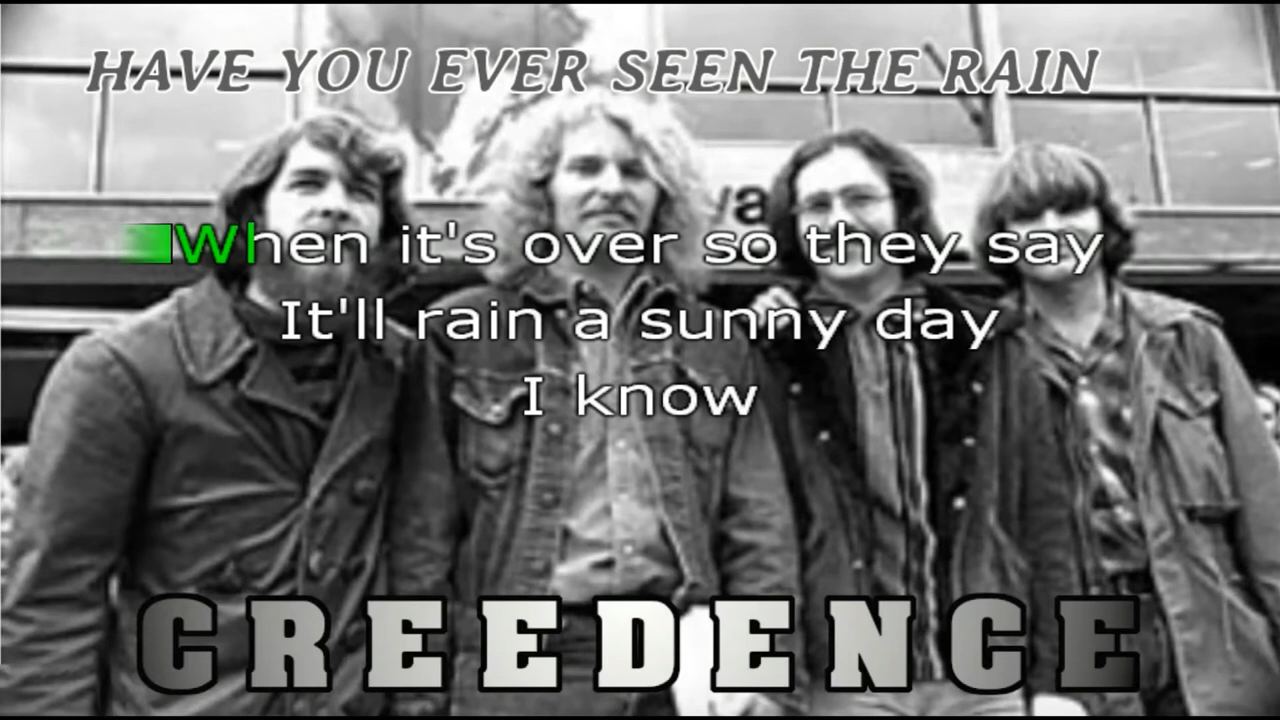 HAVE YOU EVER SEEN THE RAIN
When it's over so they say
It'll rain a sunny day
I know
CREEDENCE